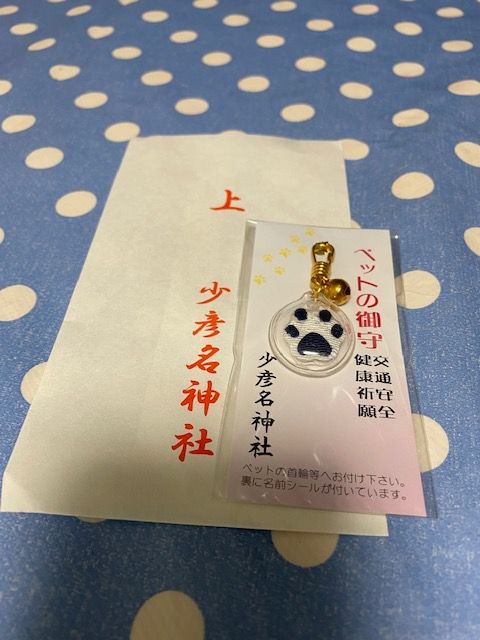 上
少彦名神社
ペットの御守
交通安全
健康祈願
少彦名神社
ペットの首輪等へお付け下さい。
裏に名前シールが付いています。